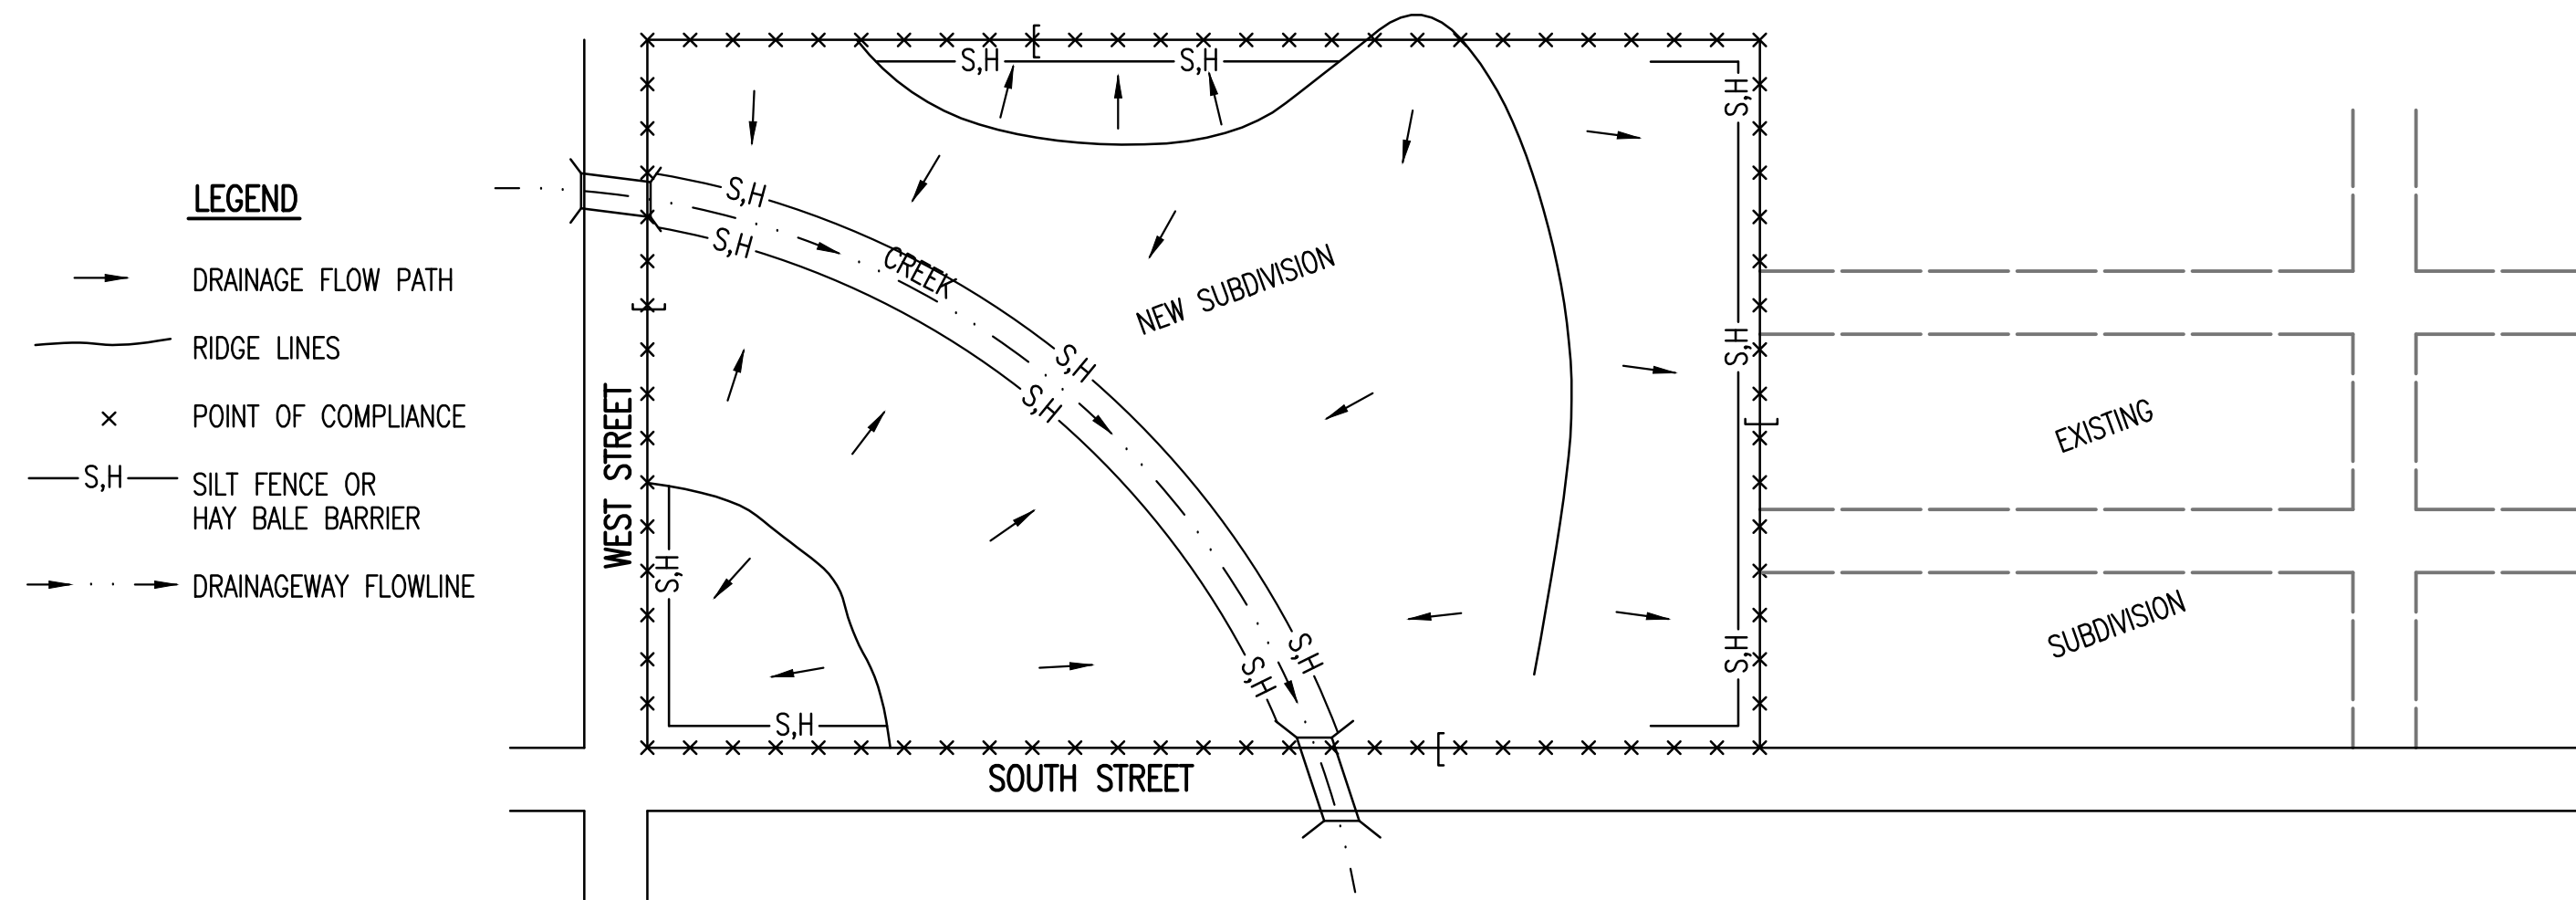 LEGEND
DRAINAGE FLOW PATH
RIDGE LINES
POINT OF COMPLIANCE
S,H
SILT FENCE OR
HAY BALE BARRIER
DRAINAGEWAY FLOWLINE
S,H
S,H
S,H
S,H
S,H
CREEK
NEW SUBDIVISION
S,H
S,H
S,H
WEST STREET
EXISTING
S,H
S,H
S,H
S,H
SUBDIVISION
S,H
SOUTH STREET